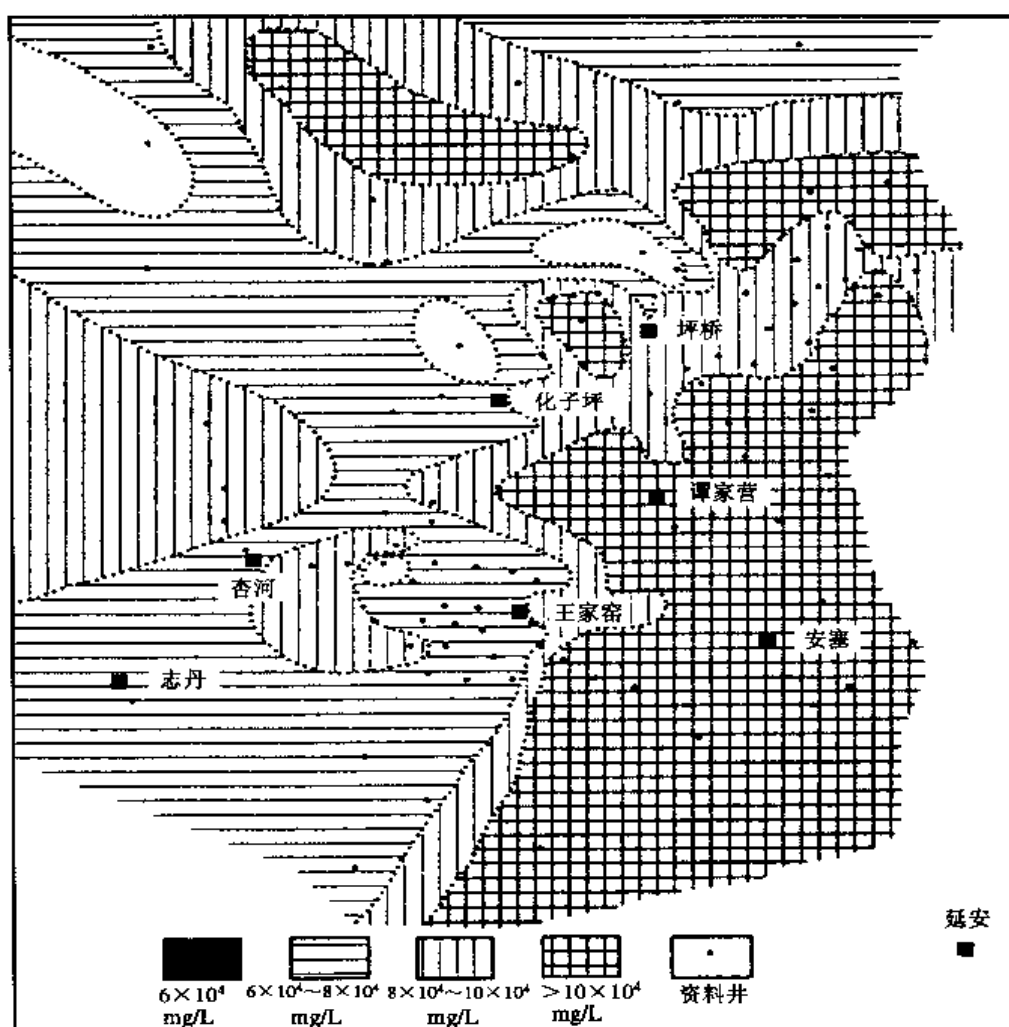 坪桥
化子坪
谭家营
杏河
王家窑
安塞
志丹
延安
6×10⁴
mg/L
6×10⁴~8×10⁴
mg/L
8×10⁴~10×10⁴
mg/L
>10×10⁴
mg/L
资料井